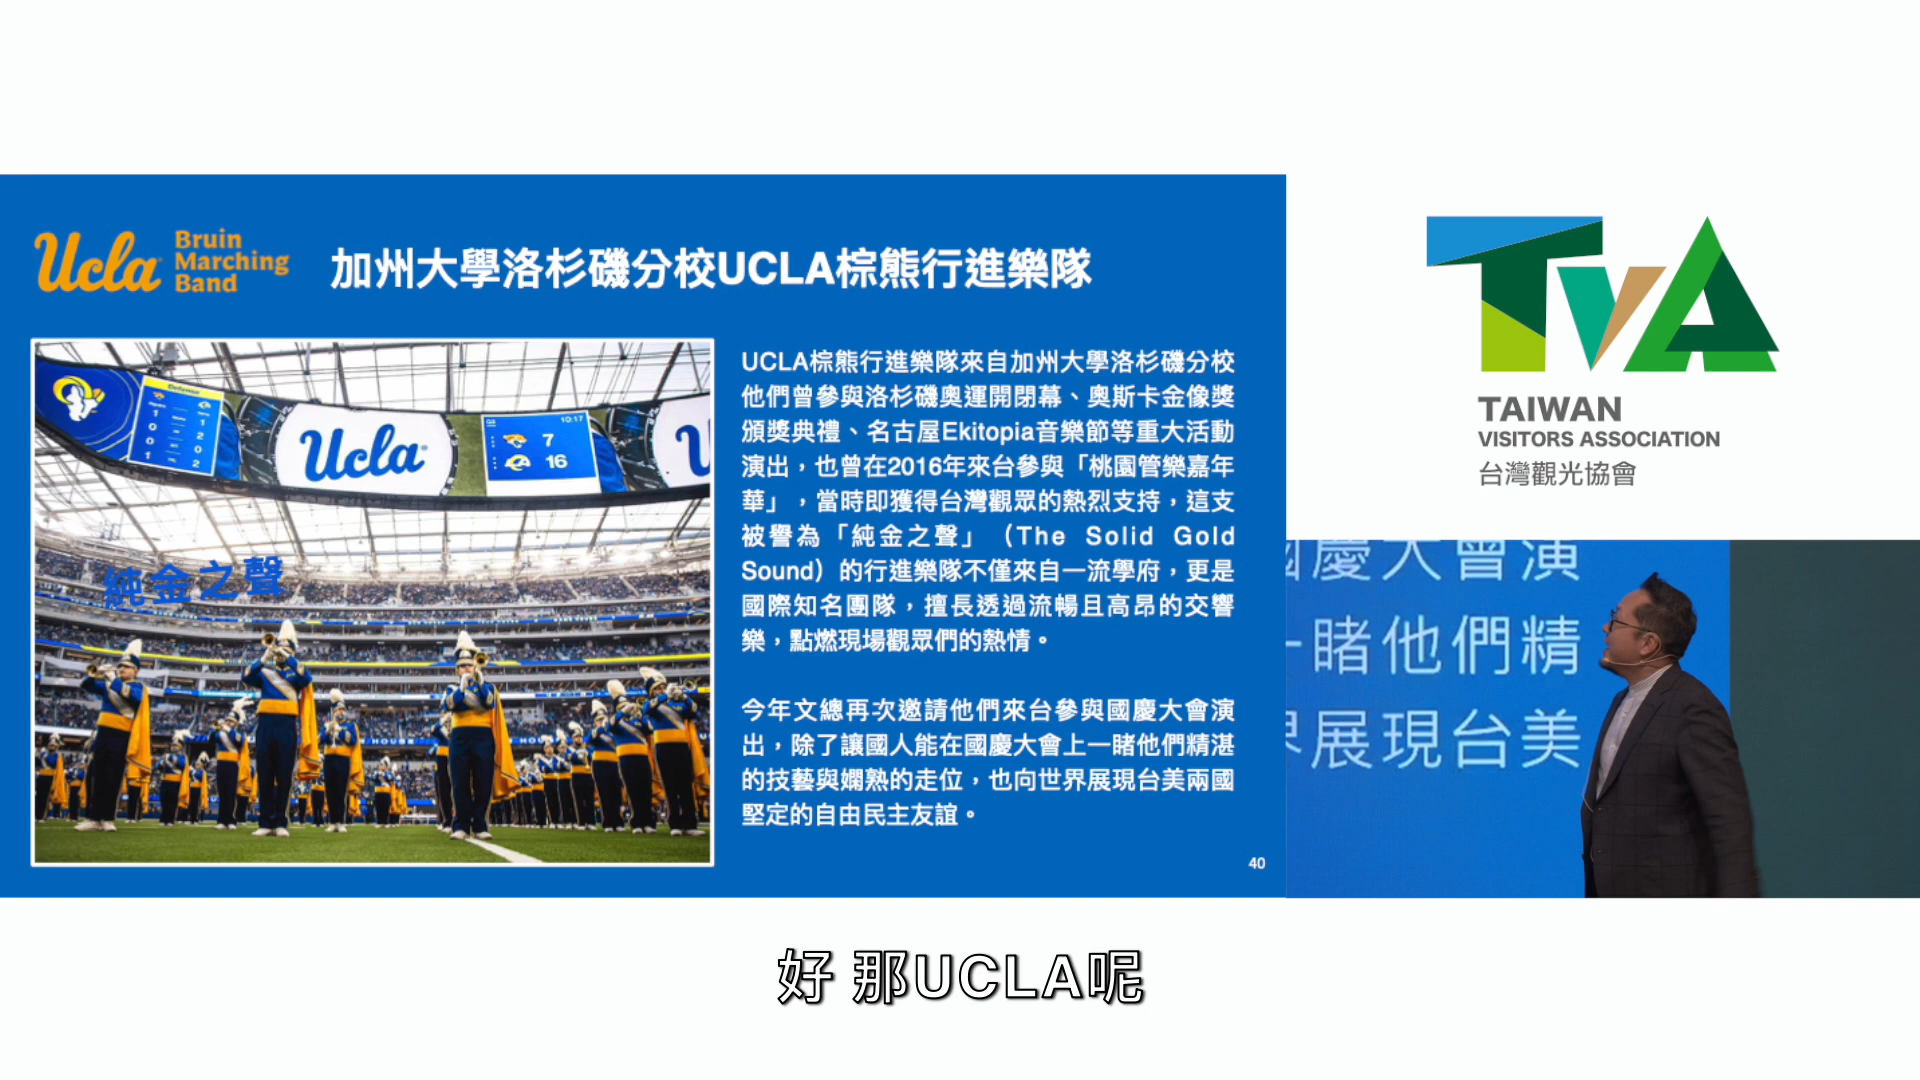 Ucla Bruin
Marching
Band
加州大學洛杉磯分校UCLA棕熊行進樂隊
Defense
Ucla
10:17
7
16
純金之聲
UCLA棕熊行進樂隊來自加州大學洛杉磯分校
他們曾參與洛杉磯奧運開閉幕、奧斯卡金像獎
頒獎典禮、名古屋Ekitopia音樂節等重大活動
演出，也曾在2016年來台參與「桃園管樂嘉年
華」，當時即獲得台灣觀眾的熱烈支持，這支
被譽為「純金之聲」（The Solid Gold
Sound）的行進樂隊不僅來自一流學府，更是
國際知名團隊，擅長透過流暢且高昂的交響
樂，點燃現場觀眾們的熱情。
今年文總再次邀請他們來台參與國慶大會演
出，除了讓國人能在國慶大會上一睹他們精湛
的技藝與嫻熟的走位，也向世界展現台美兩國
堅定的自由民主友誼。
40
TVA
TAIWAN
VISITORS ASSOCIATION
台灣觀光協會
國慶大會演
一睹他們精
界展現台美
好 那UCLA呢